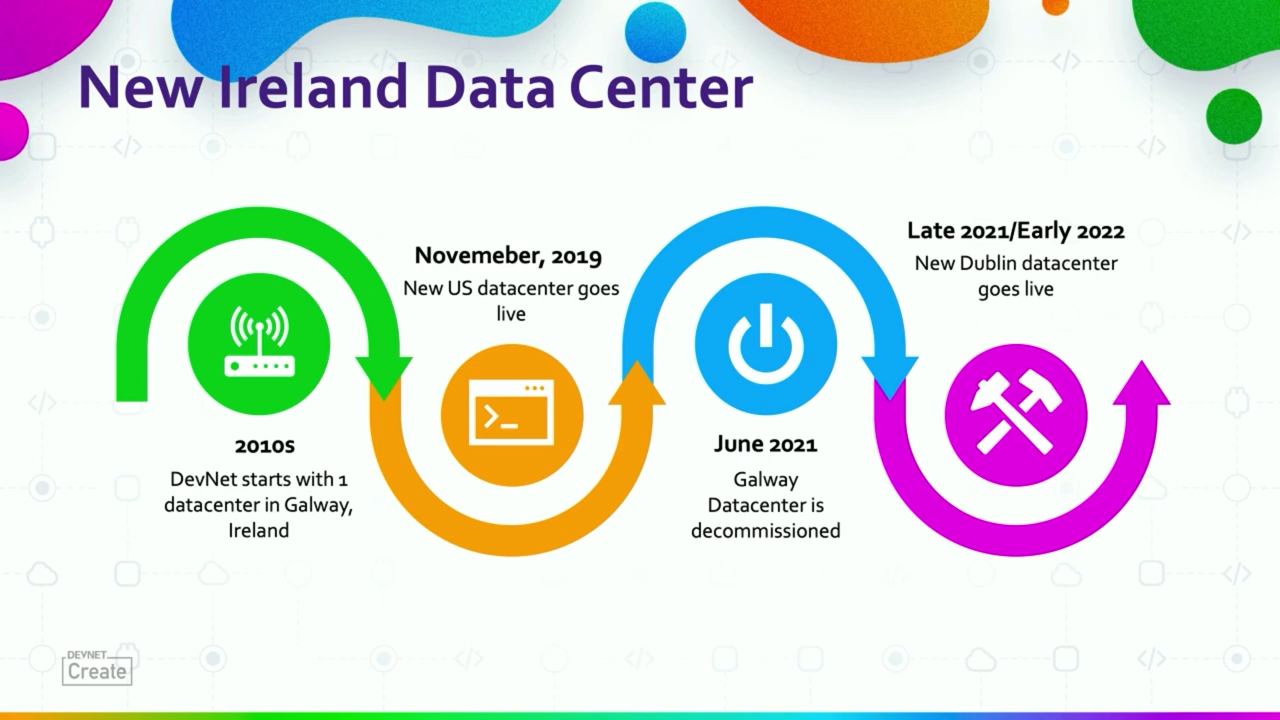 New Ireland Data Center
2010s
DevNet starts with 1
datacenter in Galway,
Ireland
Novemeber, 2019
New US datacenter goes
live
June 2021
Galway
Datacenter is
decommissioned
Late 2021/Early 2022
New Dublin datacenter
goes live
DEVNET
Create